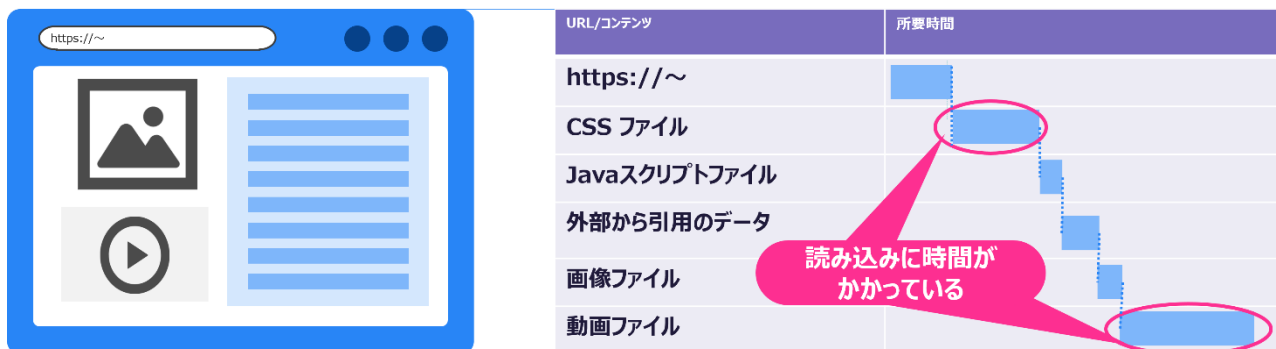 https://～
URL/コンテンツ
所要時間
https://～
CSS ファイル
Javaスクリプトファイル
外部から引用のデータ
画像ファイル
動画ファイル
読み込みに時間が
かかっている